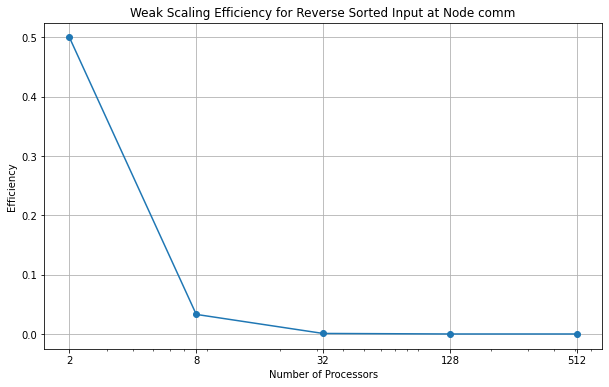 Weak Scaling Efficiency for Reverse Sorted Input at Node comm
0.5
0.4
0.3
0.2
0.1
0.0
Efficiency
2 8 32 128 512
Number of Processors